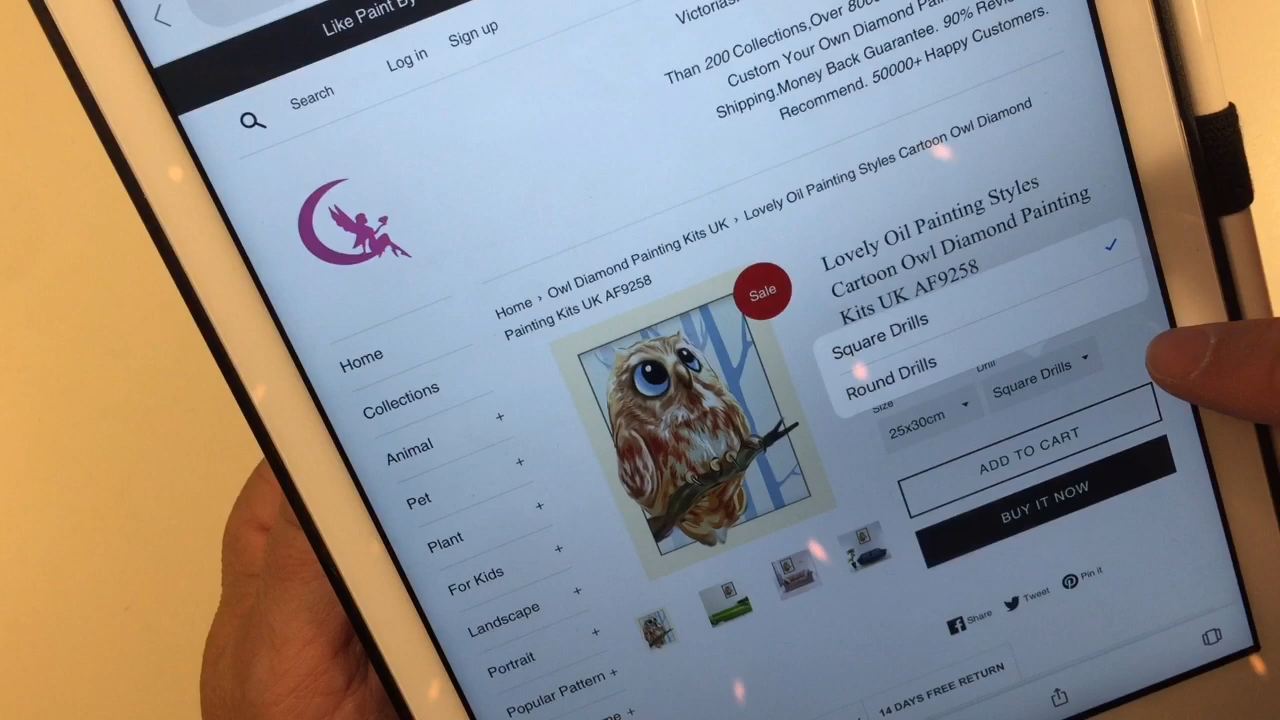 Like Paint By
Log in
Sign up
Search
Than 200 Collections,Over
Custom Your Own Diamond
Shipping.Money Back Guarantee. 90%
Recommend. 50000+ Happy Customers.
Home › Owl Diamond Painting Kits UK › Lovely Oil Painting Styles Cartoon Owl Diamond
Painting Kits UK AF9258
Sale
Lovely Oil Painting Styles
Cartoon Owl Diamond Painting
Kits UK AF9258
Square Drills
Round Drills
Size
Drill
25x30cm
Square Drills
ADD TO CART
BUY IT NOW
Share
Tweet
Pin it
14 DAYS FREE RETURN
Home
Collections
Animal +
Pet +
Plant +
For Kids +
Landscape +
Portrait +
Popular Pattern +